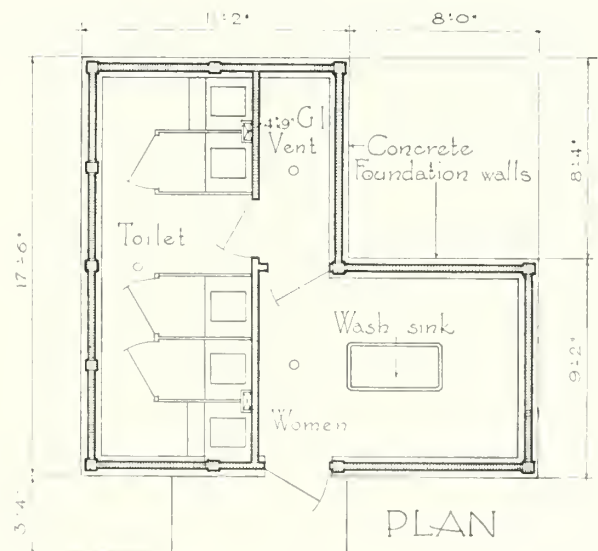 11'-2"
8'-0"
4"x9" G I
Vent
Concrete
Foundation walls
8'-4"
Toilet
17'-6"
Wash sink
9'-2"
Women
3'-4"
PLAN